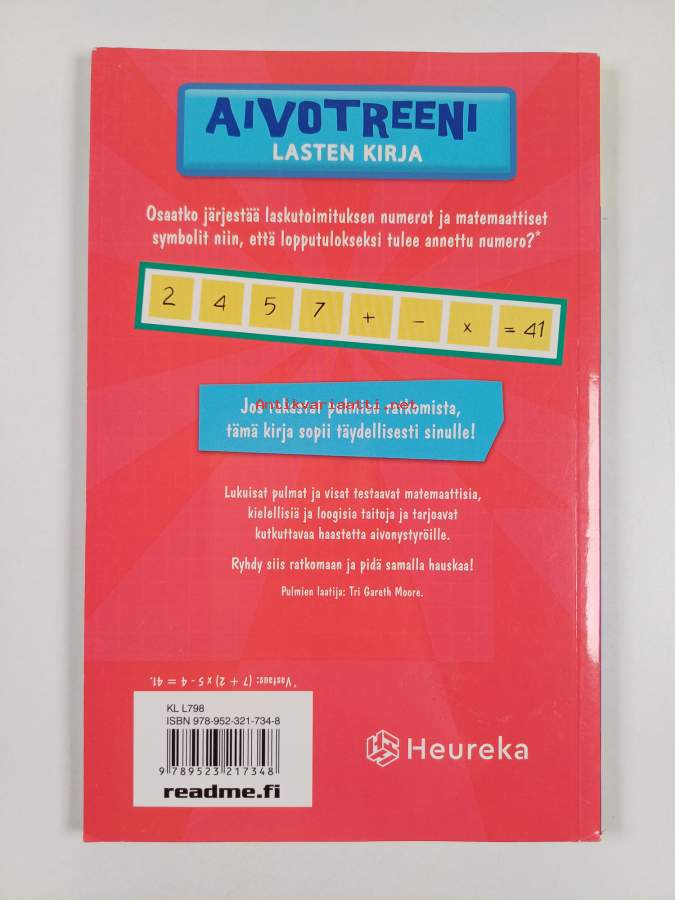 AIVOTREENI
LASTEN KIRJA
Osaatko järjestää laskutoimituksen numerot ja matemaattiset
symbolit niin, että lopputulokseksi tulee annettu numero?*
2 4 5 7 + - x = 41
Antikvariaatti.net
Jos rakastat pulmien ratkomista,
tämä kirja sopii täydellisesti sinulle!
Lukuisat pulmat ja visat testaavat matemaattisia,
kielellisiä ja loogisia taitoja ja tarjoavat
kutkuttavaa haastetta aivonystyröille.
Ryhdy siis ratkomaan ja pidä samalla hauskaa!
Pulmien laatija: Tri Gareth Moore.
*Vastaus: (7 + 2) x 5 - 4 = 41.
KL L798
ISBN 978-952-321-734-8
9 789523 217348
readme.fi
Heureka